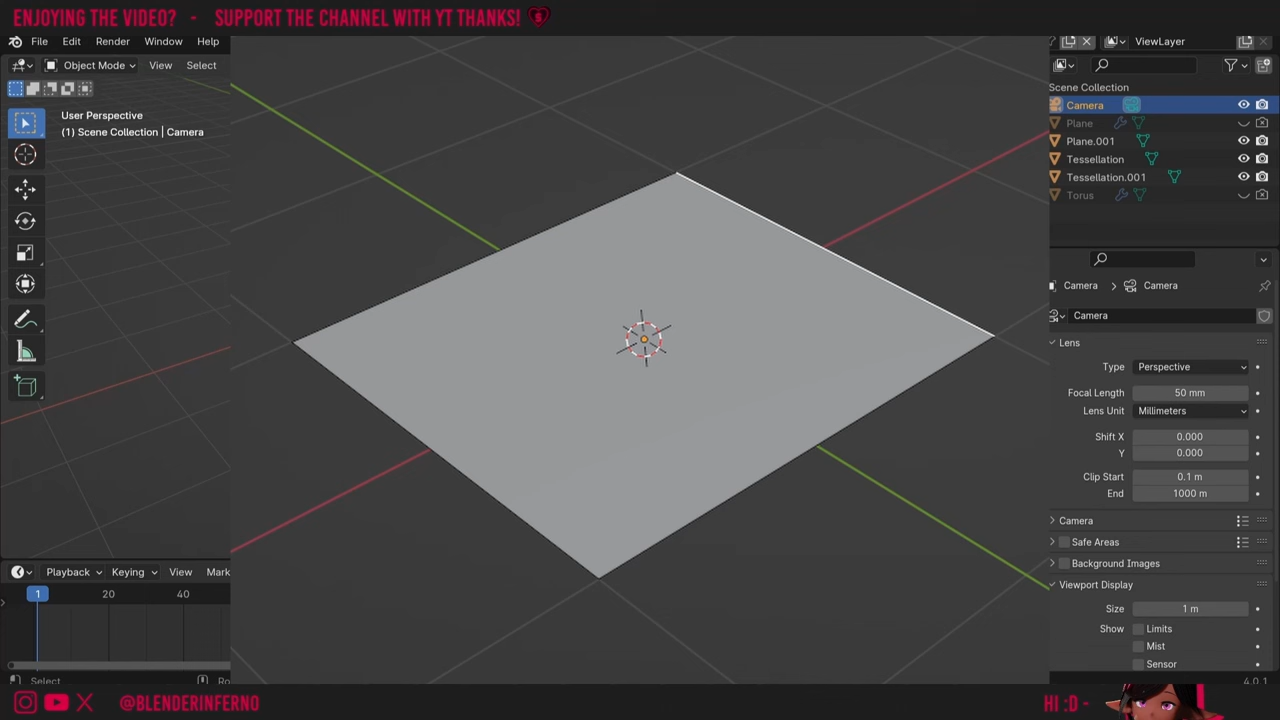 ENJOYING THE VIDEO? - SUPPORT THE CHANNEL WITH YT THANKS!
File Edit Render Window Help
ViewLayer
Object Mode View Select
User Perspective
(1) Scene Collection | Camera
Scene Collection
Camera
Plane
Plane.001
Tessellation
Tessellation.001
Torus
Camera > Camera
Camera
Lens
Type Perspective
Focal Length 50 mm
Lens Unit Millimeters
Shift X 0.000
Y 0.000
Clip Start 0.1 m
End 1000 m
Camera
Safe Areas
Background Images
Viewport Display
Size 1 m
Show Limits
Mist
Sensor
Playback Keying View Mark
1 20 40
Select Ro
4.0.1
@BLENDERINFERNO
HI :D -